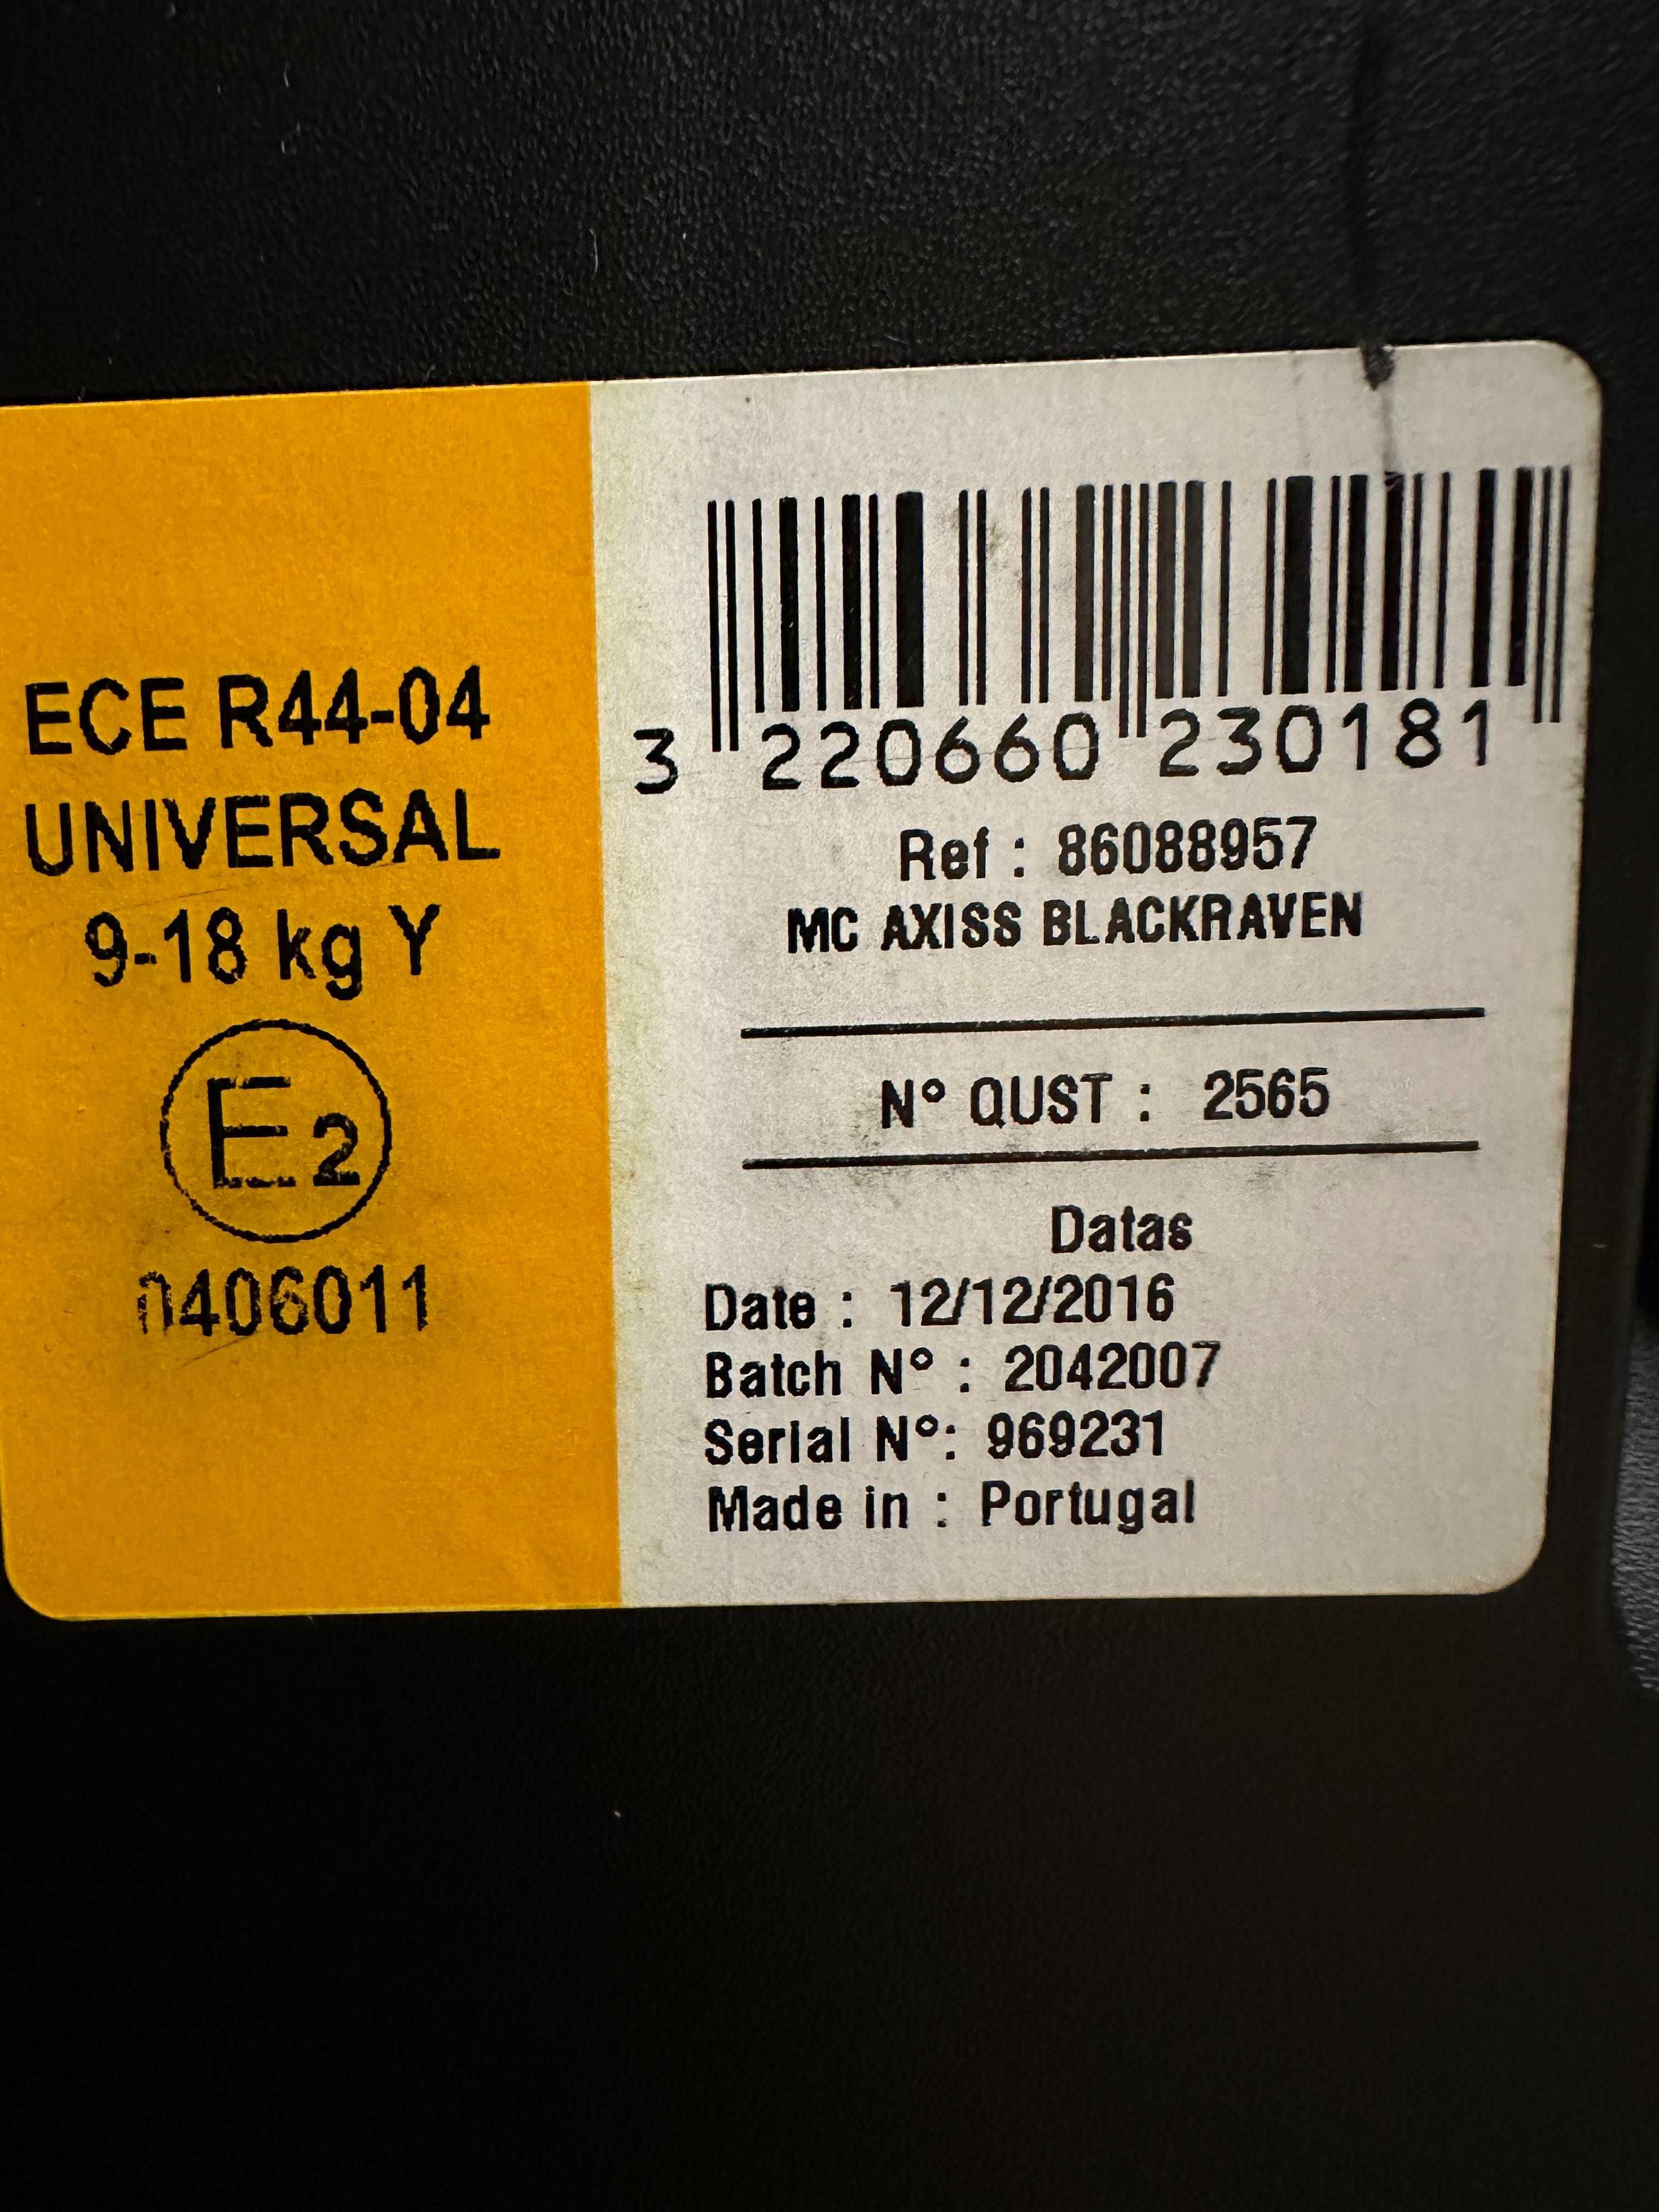 ECE R44-04
UNIVERSAL
9-18 kg Y
E2
0406011
3 220660 230181
Ref : 86088957
MC AXISS BLACKRAVEN
N° QUST : 2565
Datas
Date : 12/12/2016
Batch N° : 2042007
Serial N°: 969231
Made in : Portugal